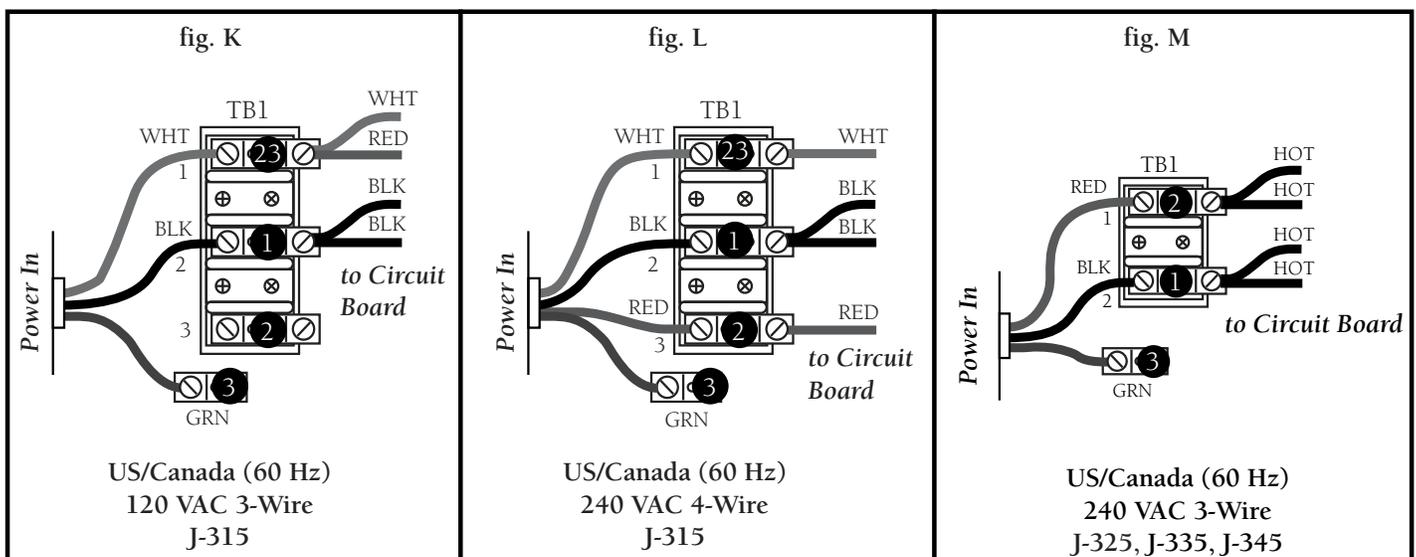 fig. K
TB1
WHT
WHT
RED
23
1
BLK
BLK
BLK
1
2
to Circuit
Board
3
2
3
GRN
Power In
US/Canada (60 Hz)
120 VAC 3-Wire
J-315
fig. L
TB1
WHT
WHT
23
1
BLK
BLK
BLK
1
2
RED
RED
2
3
to Circuit
Board
3
GRN
Power In
US/Canada (60 Hz)
240 VAC 4-Wire
J-315
fig. M
TB1
HOT
HOT
RED
2
1
HOT
HOT
BLK
1
2
to Circuit Board
3
GRN
Power In
US/Canada (60 Hz)
240 VAC 3-Wire
J-325, J-335, J-345